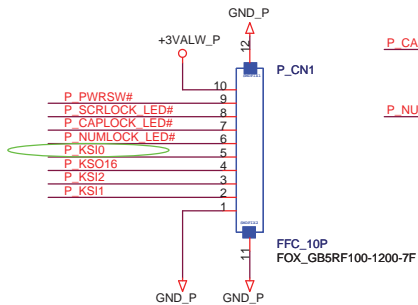 GND_P
+3VALW_P
12
P_CN1
P_CA
10
P_PWRSW#
9
P_SCRLOCK_LED#
8
P_CAPLOCK_LED#
7
P_NU
P_NUMLOCK_LED#
6
P_KSI0
5
P_KSO16
4
P_KSI2
3
P_KSI1
2
1
11
FFC_10P
FOX_GB5RF100-1200-7F
GND_P
GND_P